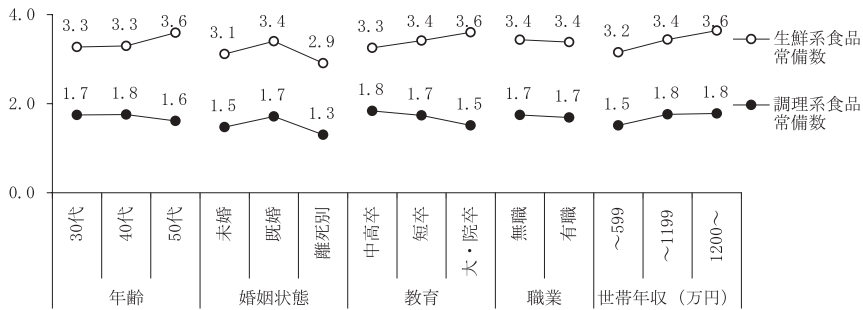 4.0
2.0
0.0
3.3 3.3 3.6 3.1 3.4 2.9 3.3 3.4 3.6 3.4 3.4 3.2 3.4 3.6
1.7 1.8 1.6 1.5 1.7 1.3 1.8 1.7 1.5 1.7 1.7 1.5 1.8 1.8
生鮮系食品
常備数
調理系食品
常備数
30代 40代 50代 未婚 既婚 離死別 中高卒 短卒 大・院卒 無職 有職 ～599 ～1199 1200～
年齢 婚姻状態 教育 職業 世帯年収（万円）